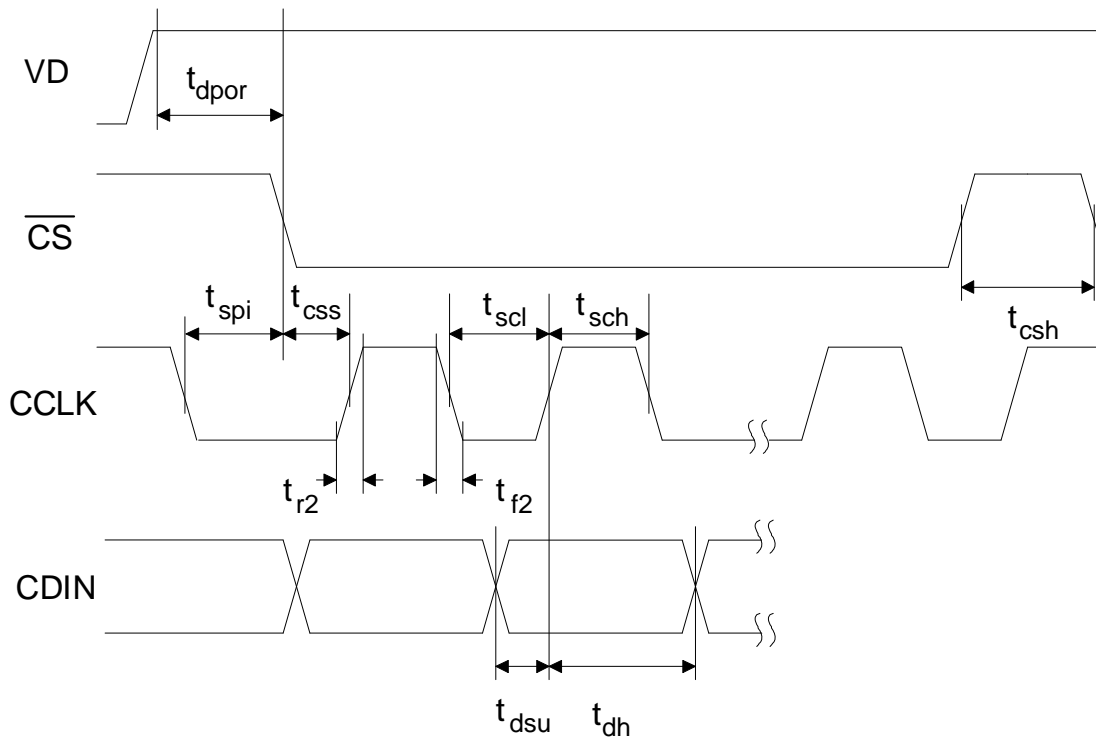 VD
t_dpor
CS
t_spi
t_css
t_scl
t_sch
t_csh
CCLK
t_r2
t_f2
CDIN
t_dsu
t_dh